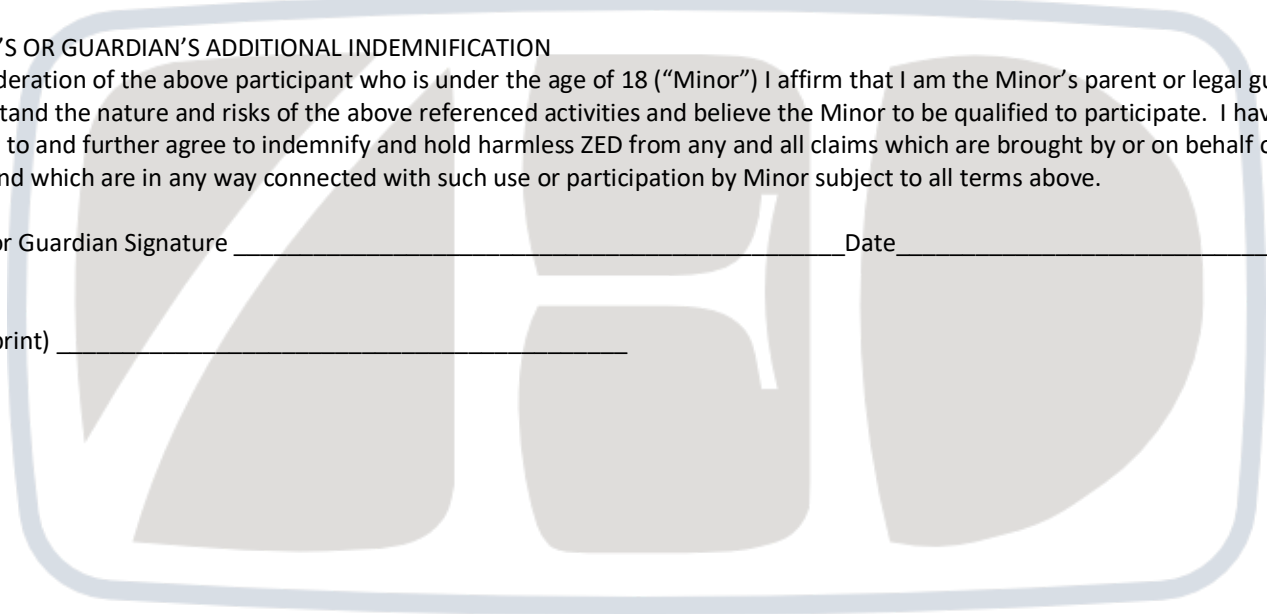 ’S OR GUARDIAN’S ADDITIONAL INDEMNIFICATION
deration of the above participant who is under the age of 18 (“Minor”) I affirm that I am the Minor’s parent or legal gu
tand the nature and risks of the above referenced activities and believe the Minor to be qualified to participate.  I hav
to and further agree to indemnify and hold harmless ZED from any and all claims which are brought by or on behalf o
nd which are in any way connected with such use or participation by Minor subject to all terms above.
or Guardian Signature ______________________________________________Date____________________________
print) ___________________________________________
ZED